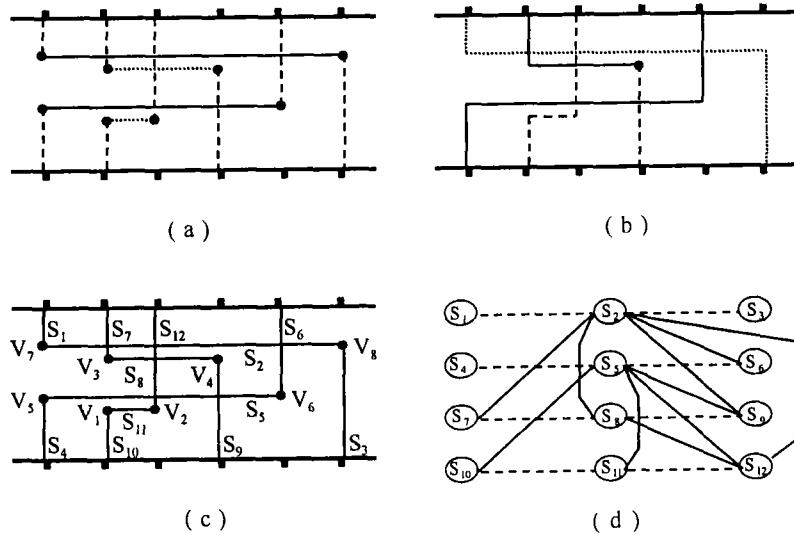 ( a )
( b )
S1 S7 S12 S6
V7 V8
V3 S8 V4 S2
V5 V1 V2 S5 V6
S11
S4 S10 S9 S3
( c )
S1 S2 S3
S4 S5 S6
S7 S8 S9
S10 S11 S12
( d )